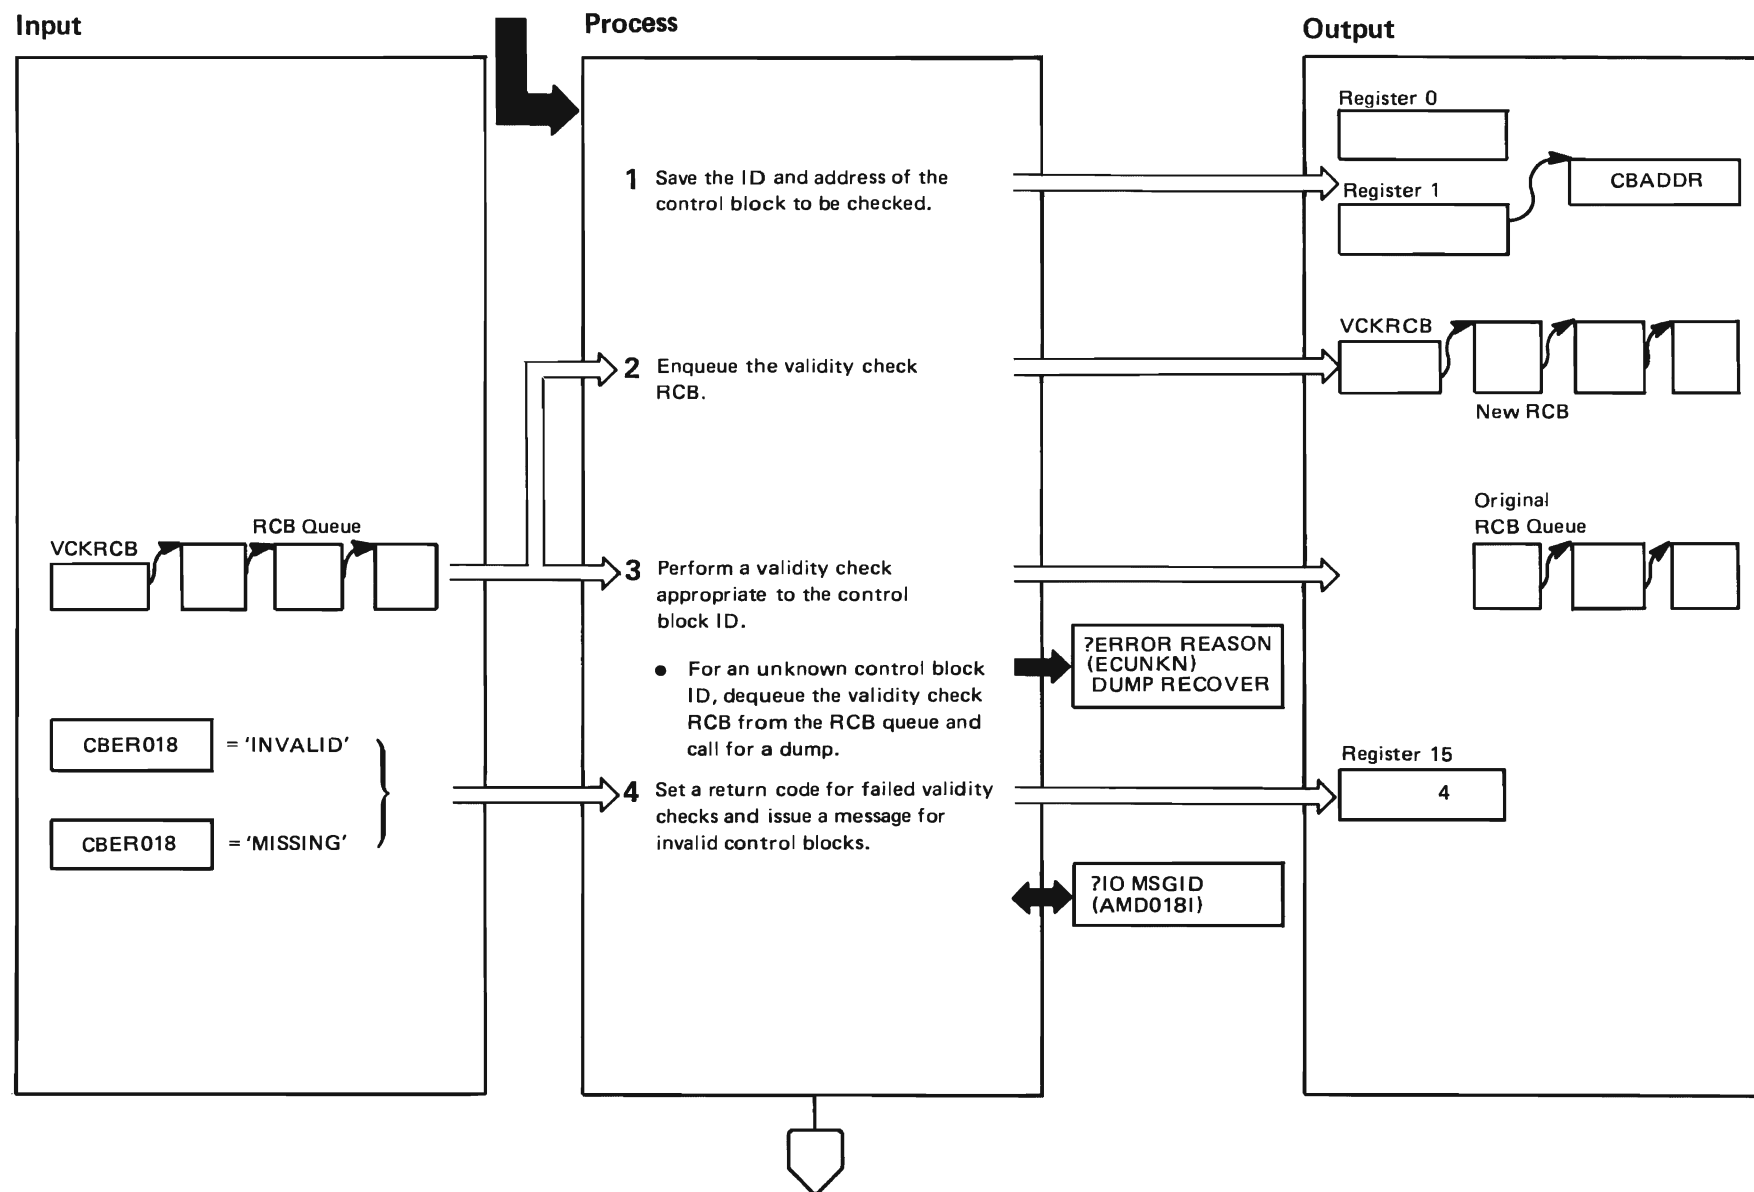 Input
Process
Output
Register 0
1 Save the ID and address of the
control block to be checked.
CBADDR
Register 1
VCKRCB
2 Enqueue the validity check
RCB.
New RCB
Original
RCB Queue
RCB Queue
VCKRCB
3 Perform a validity check
appropriate to the control
block ID.
• For an unknown control block
ID, dequeue the validity check
RCB from the RCB queue and
call for a dump.
?ERROR REASON
(ECUNKN)
DUMP RECOVER
CBER018 = 'INVALID'
CBER018 = 'MISSING'
4 Set a return code for failed validity
checks and issue a message for
invalid control blocks.
Register 15
4
?IO MSGID
(AMD018I)